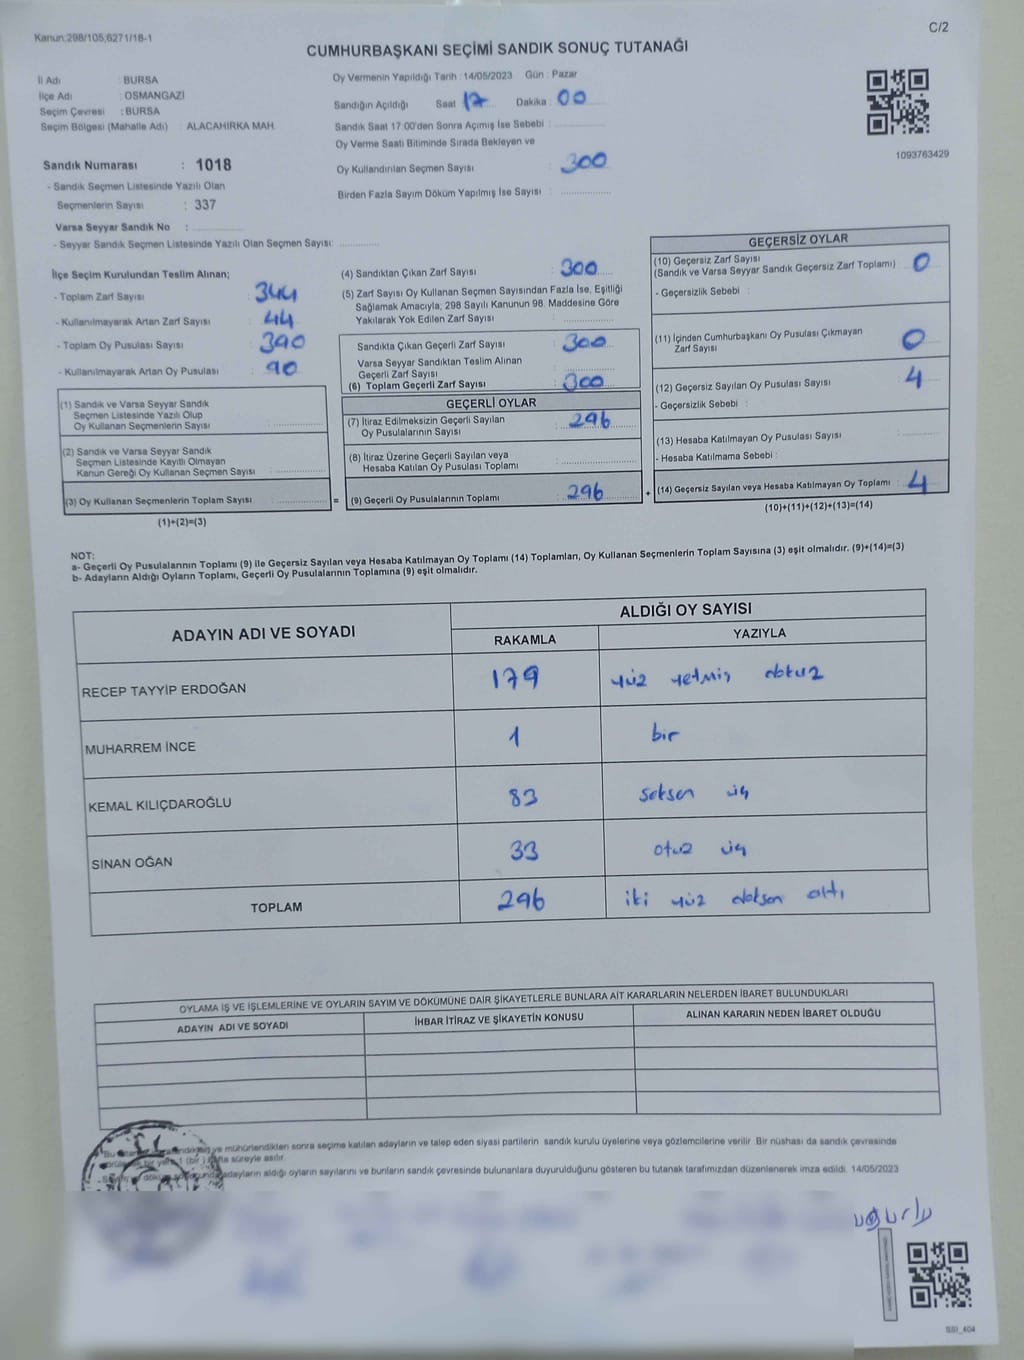 Kanun:298/105,6271/18-1
C/2
CUMHURBAŞKANI SEÇİMİ SANDIK SONUÇ TUTANAĞI
İl Adı : BURSA
İlçe Adı : OSMANGAZİ
Seçim Çevresi : BURSA
Seçim Bölgesi (Mahalle Adı) : ALACAHIRKA MAH.
Sandık Numarası : 1018
- Sandık Seçmen Listesinde Yazılı Olan
Seçmenlerin Sayısı : 337
Varsa Seyyar Sandık No :
- Seyyar Sandık Seçmen Listesinde Yazılı Olan Seçmen Sayısı:
Oy Vermenin Yapıldığı Tarih : 14/05/2023 Gün : Pazar
Sandığın Açıldığı Saat 17 Dakika : 00
Sandık Saat 17:00'den Sonra Açımış İse Sebebi :
Oy Verme Saati Bitiminde Sırada Bekleyen ve
Oy Kullandırılan Seçmen Sayısı : 300
Birden Fazla Sayım Döküm Yapılmış İse Sayısı :
1093763429
İlçe Seçim Kurulundan Teslim Alınan;
- Toplam Zarf Sayısı : 344
- Kullanılmayarak Artan Zarf Sayısı : 44
- Toplam Oy Pusulası Sayısı : 390
- Kullanılmayarak Artan Oy Pusulası : 90
(1) Sandık ve Varsa Seyyar Sandık
Seçmen Listesinde Yazılı Olup
Oy Kullanan Seçmenlerin Sayısı :
(2) Sandık ve Varsa Seyyar Sandık
Seçmen Listesinde Kayıtlı Olmayan
Kanun Gereği Oy Kullanan Seçmen Sayısı :
(3) Oy Kullanan Seçmenlerin Toplam Sayısı :
(1)+(2)=(3)
(4) Sandıktan Çıkan Zarf Sayısı : 300
(5) Zarf Sayısı Oy Kullanan Seçmen Sayısından Fazla İse, Eşitliği
Sağlamak Amacıyla, 298 Sayılı Kanunun 98. Maddesine Göre
Yakılarak Yok Edilen Zarf Sayısı :
Sandıkta Çıkan Geçerli Zarf Sayısı : 300
Varsa Seyyar Sandıktan Teslim Alınan
Geçerli Zarf Sayısı :
(6) Toplam Geçerli Zarf Sayısı : 300
GEÇERLİ OYLAR
(7) İtiraz Edilmeksizin Geçerli Sayılan
Oy Pusulalarının Sayısı : 296
(8) İtiraz Üzerine Geçerli Sayılan veya
Hesaba Katılan Oy Pusulası Toplamı :
= (9) Geçerli Oy Pusulalarının Toplamı : 296
GEÇERSİZ OYLAR
(10) Geçersiz Zarf Sayısı
(Sandık ve Varsa Seyyar Sandık Geçersiz Zarf Toplamı) : 0
- Geçersizlik Sebebi :
(11) İçinden Cumhurbaşkanı Oy Pusulası Çıkmayan
Zarf Sayısı : 0
(12) Geçersiz Sayılan Oy Pusulası Sayısı : 4
- Geçersizlik Sebebi :
(13) Hesaba Katılmayan Oy Pusulası Sayısı :
- Hesaba Katılmama Sebebi :
+ (14) Geçersiz Sayılan veya Hesaba Katılmayan Oy Toplamı : 4
(10)+(11)+(12)+(13)=(14)
NOT:
a- Geçerli Oy Pusulalarının Toplamı (9) ile Geçersiz Sayılan veya Hesaba Katılmayan Oy Toplamı (14) Toplamları, Oy Kullanan Seçmenlerin Toplam Sayısına (3) eşit olmalıdır. (9)+(14)=(3)
b- Adayların Aldığı Oyların Toplamı, Geçerli Oy Pusulalarının Toplamına (9) eşit olmalıdır.
ADAYIN ADI VE SOYADI ALDIĞI OY SAYISI
RAKAMLA YAZIYLA
RECEP TAYYİP ERDOĞAN 179 yüz yetmiş dokuz
MUHARREM İNCE 1 bir
KEMAL KILIÇDAROĞLU 83 seksen üç
SİNAN OĞAN 33 otuz üç
TOPLAM 296 iki yüz doksan altı
OYLAMA İŞ VE İŞLEMLERİNE VE OYLARIN SAYIM VE DÖKÜMÜNE DAİR ŞİKAYETLERLE BUNLARA AİT KARARLARIN NELERDEN İBARET BULUNDUKLARI
ADAYIN ADI VE SOYADI İHBAR İTİRAZ VE ŞİKAYETİN KONUSU ALINAN KARARIN NEDEN İBARET OLDUĞU
ve mühürlendikten sonra seçime katılan adayların ve talep eden siyasi partilerin sandık kurulu üyelerine veya gözlemcilerine verilir. Bir nüshası da sandık çevresinde
bir yere 1 (bir) hafta süreyle asılır.
adayların aldığı oyların sayılarını ve bunların sandık çevresinde bulunanlara duyurulduğunu gösteren bu tutanak tarafımızdan düzenlenerek imza edildi. 14/05/2023
SSI_404